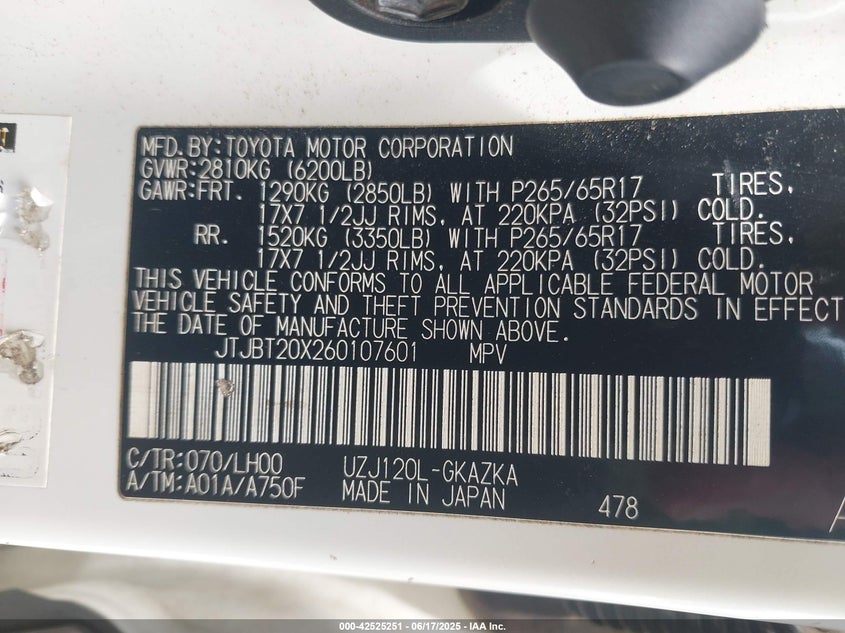 MFD. BY: TOYOTA MOTOR CORPORATION
GVWR: 2810KG (6200LB)
GAWR: FRT. 1290KG (2850LB) WITH P265/65R17 TIRES,
17X7 1/2JJ RIMS, AT 220KPA (32PSI) COLD.
RR. 1520KG (3350LB) WITH P265/65R17 TIRES,
17X7 1/2JJ RIMS, AT 220KPA (32PSI) COLD.
THIS VEHICLE CONFORMS TO ALL APPLICABLE FEDERAL MOTOR
VEHICLE SAFETY AND THEFT PREVENTION STANDARDS IN EFFECT
THE DATE OF MANUFACTURE SHOWN ABOVE.
JTJBT20X260107601 MPV
C/TR: 070/LH00 UZJ120L-GKAZKA
A/TM: A01A/A750F MADE IN JAPAN 478
000-42525251 - 06/17/2025 - IAA Inc.